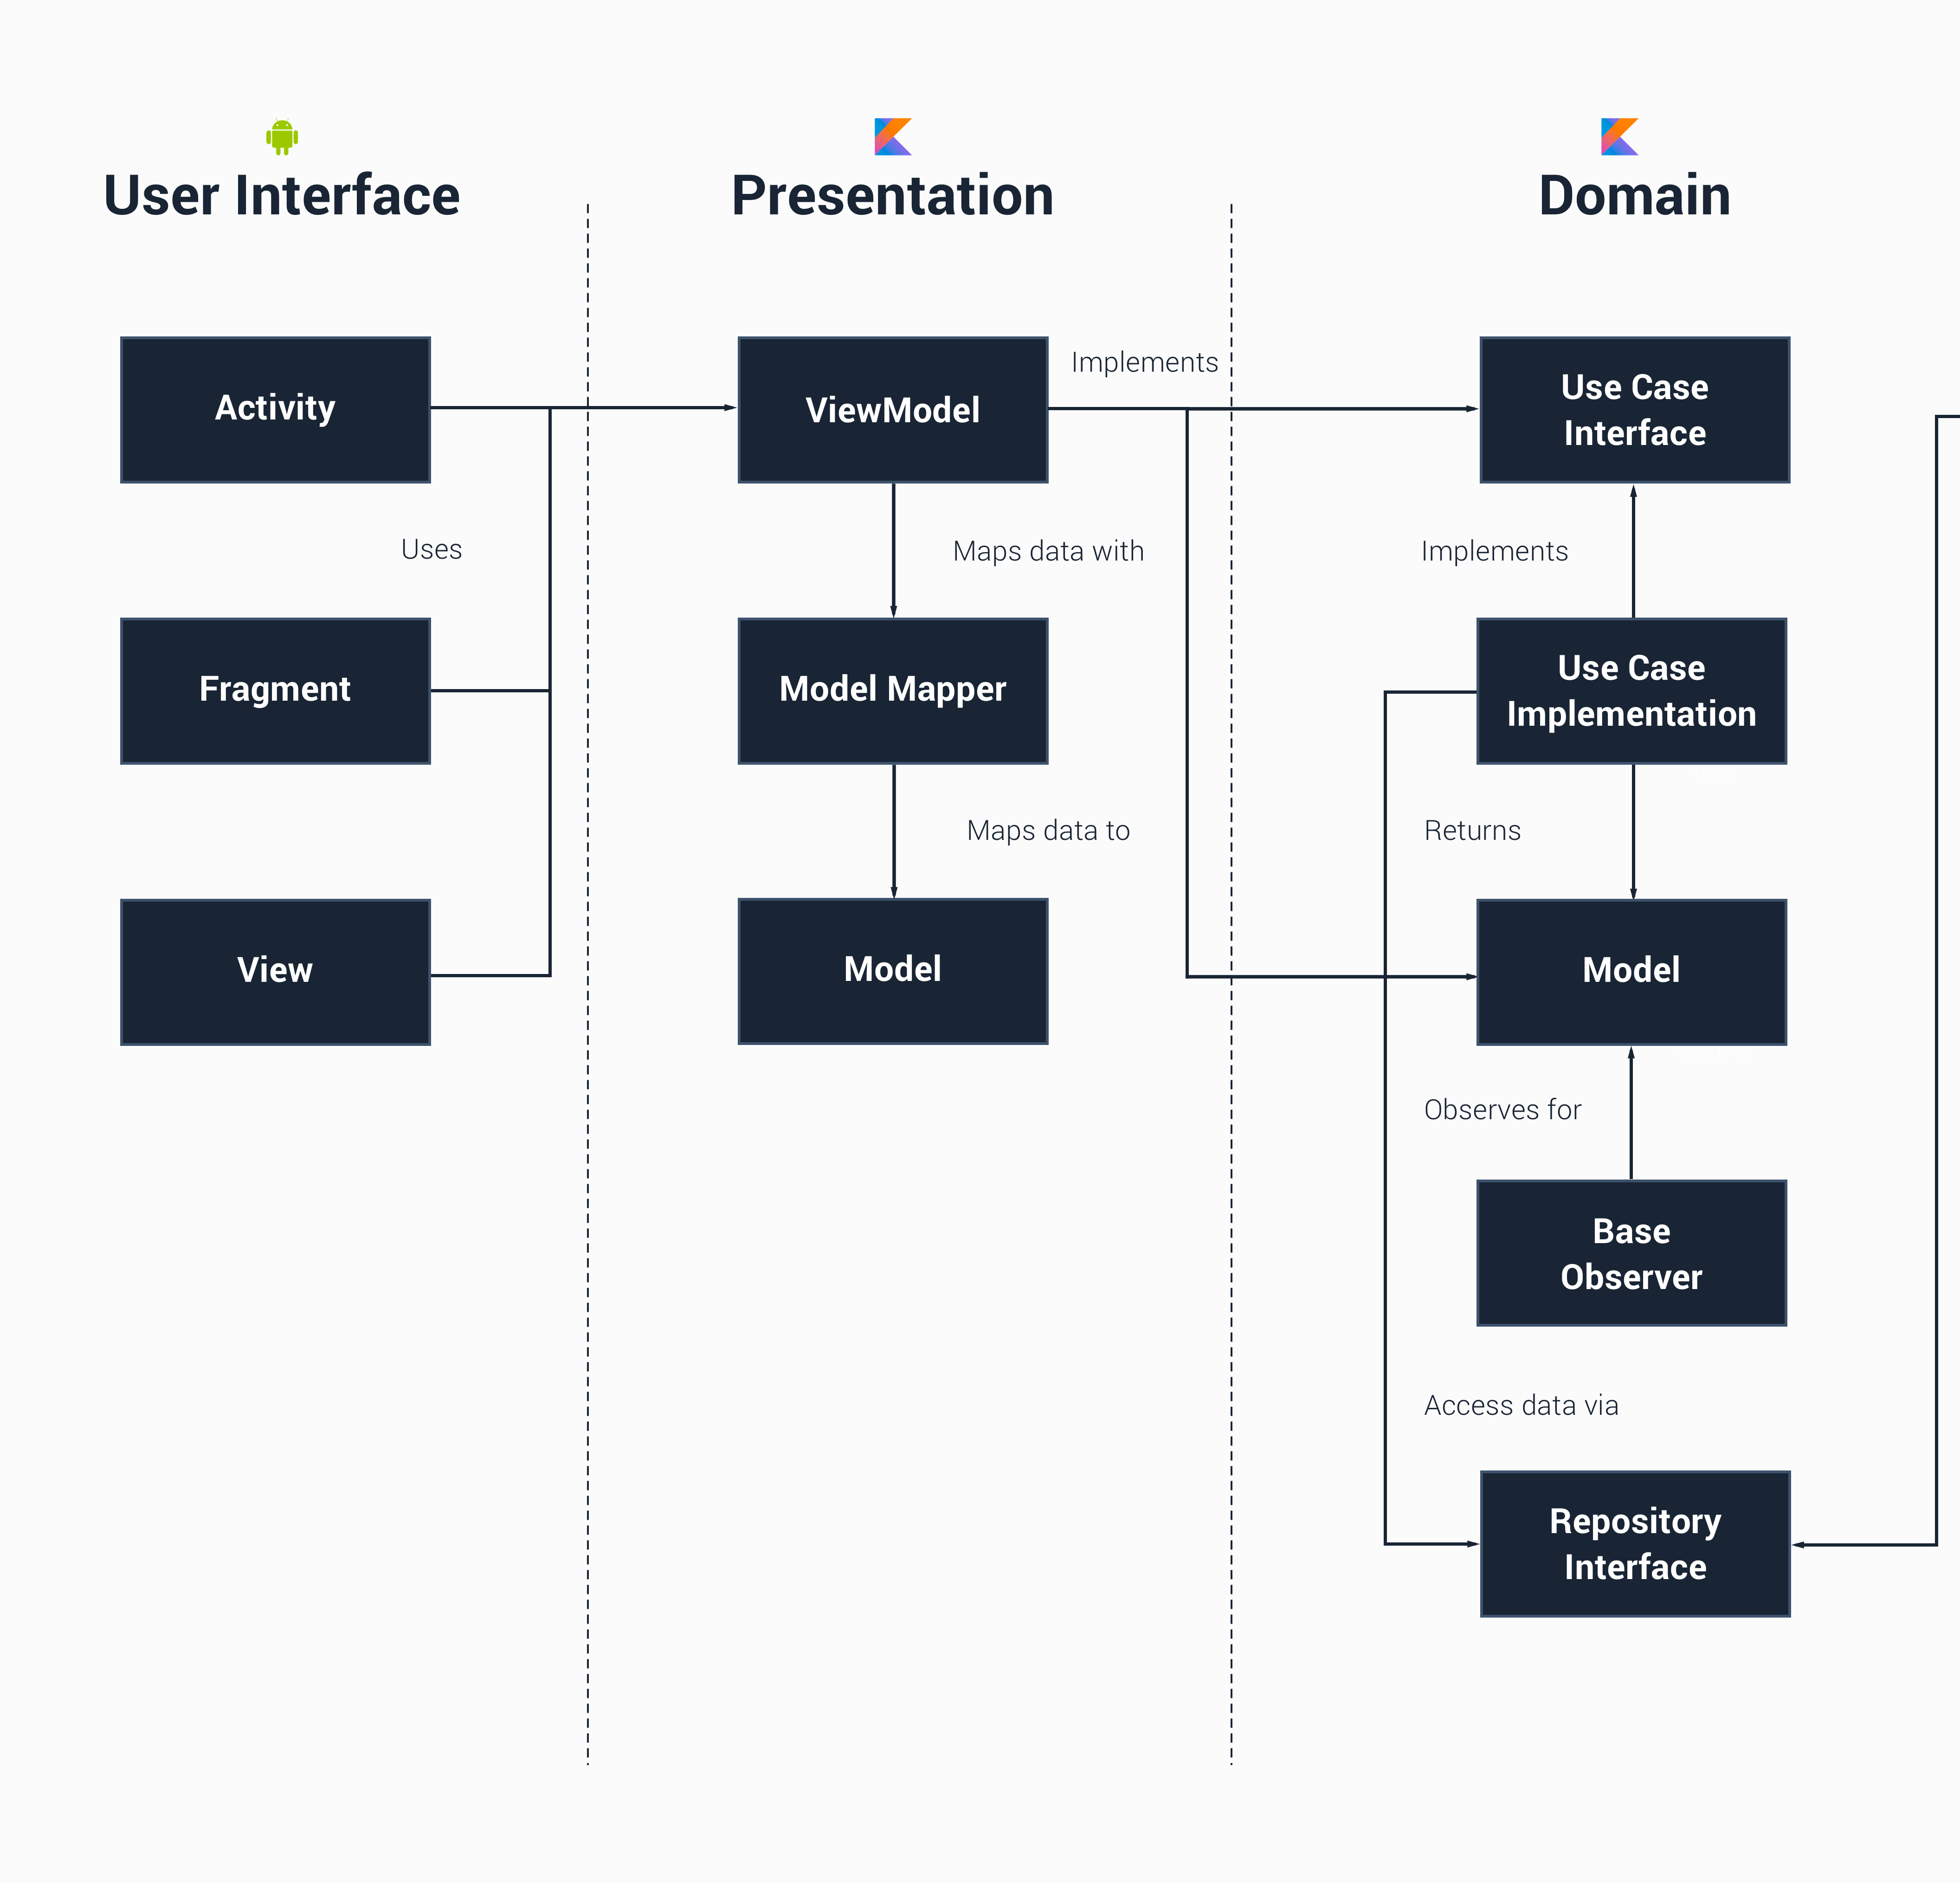 User Interface
Presentation
Domain
Activity
ViewModel
Implements
Use Case
Interface
Uses
Maps data with
Implements
Fragment
Model Mapper
Use Case
Implementation
Maps data to
Returns
View
Model
Model
Observes for
Base
Observer
Access data via
Repository
Interface